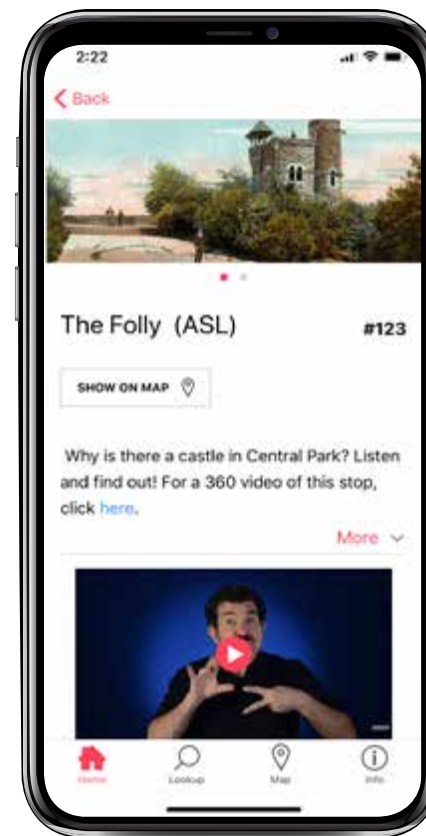 2:22
Back
The Folly (ASL)
#123
SHOW ON MAP
Why is there a castle in Central Park? Listen
and find out! For a 360 video of this stop,
click here.
More
Home
Lookup
Map
Info